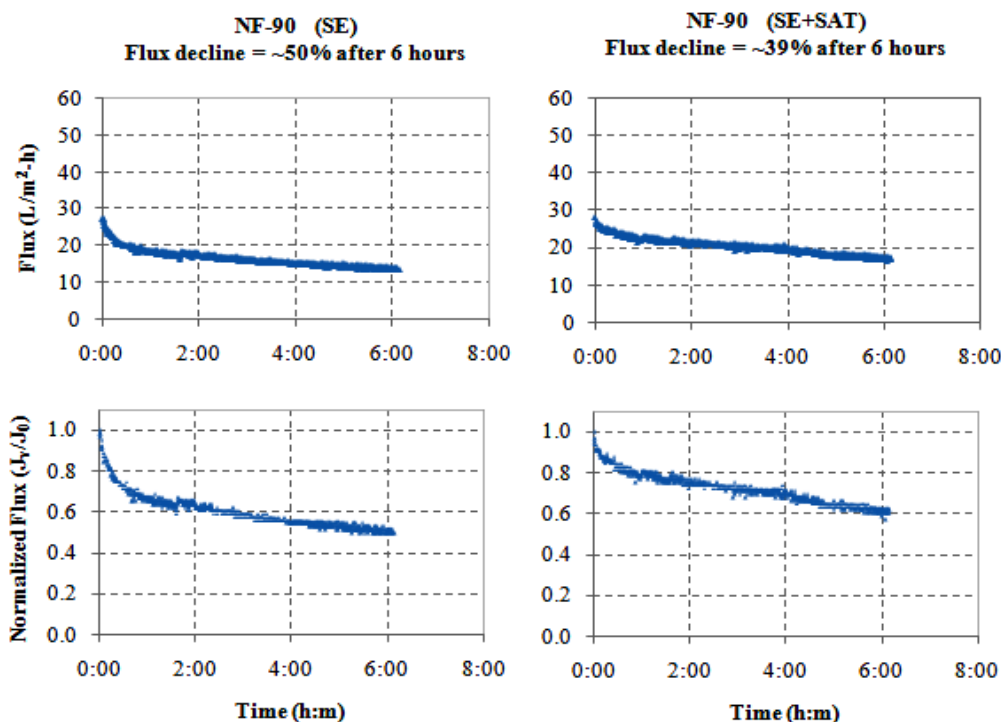 NF-90 (SE)
Flux decline = ~50% after 6 hours
NF-90 (SE+SAT)
Flux decline = ~39% after 6 hours
Flux (L/m²-h)
60
50
40
30
20
10
0
0:00 2:00 4:00 6:00 8:00
60
50
40
30
20
10
0
0:00 2:00 4:00 6:00 8:00
Normalized Flux (Jv/J0)
1.0
0.8
0.6
0.4
0.2
0.0
0:00 2:00 4:00 6:00 8:00
Time (h:m)
1.0
0.8
0.6
0.4
0.2
0.0
0:00 2:00 4:00 6:00 8:00
Time (h:m)